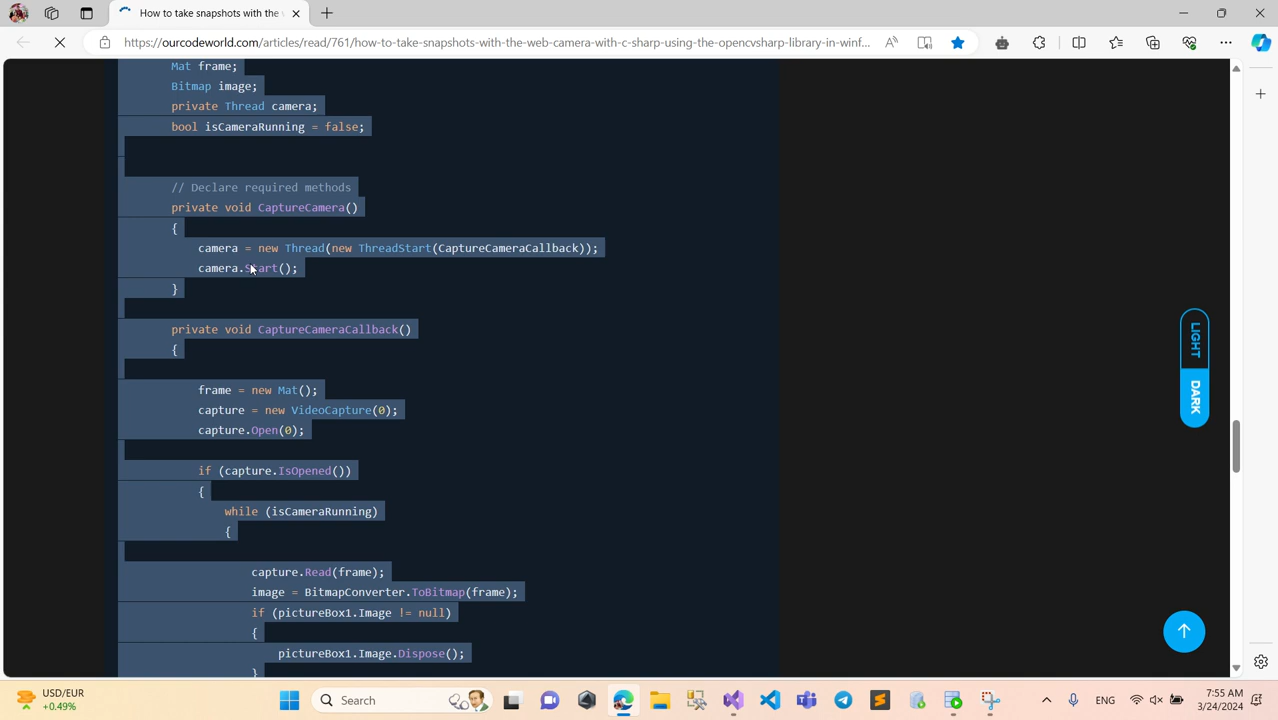 How to take snapshots with the
https://ourcodeworld.com/articles/read/761/how-to-take-snapshots-with-the-web-camera-with-c-sharp-using-the-opencvsharp-library-in-winf...
Mat frame;
Bitmap image;
private Thread camera;
bool isCameraRunning = false;
// Declare required methods
private void CaptureCamera()
{
camera = new Thread(new ThreadStart(CaptureCameraCallback));
camera.Start();
}
private void CaptureCameraCallback()
{
frame = new Mat();
capture = new VideoCapture(0);
capture.Open(0);
if (capture.IsOpened())
{
while (isCameraRunning)
{
capture.Read(frame);
image = BitmapConverter.ToBitmap(frame);
if (pictureBox1.Image != null)
{
pictureBox1.Image.Dispose();
}
LIGHT
DARK
USD/EUR
+0.49%
Search
ENG
7:55 AM
3/24/2024